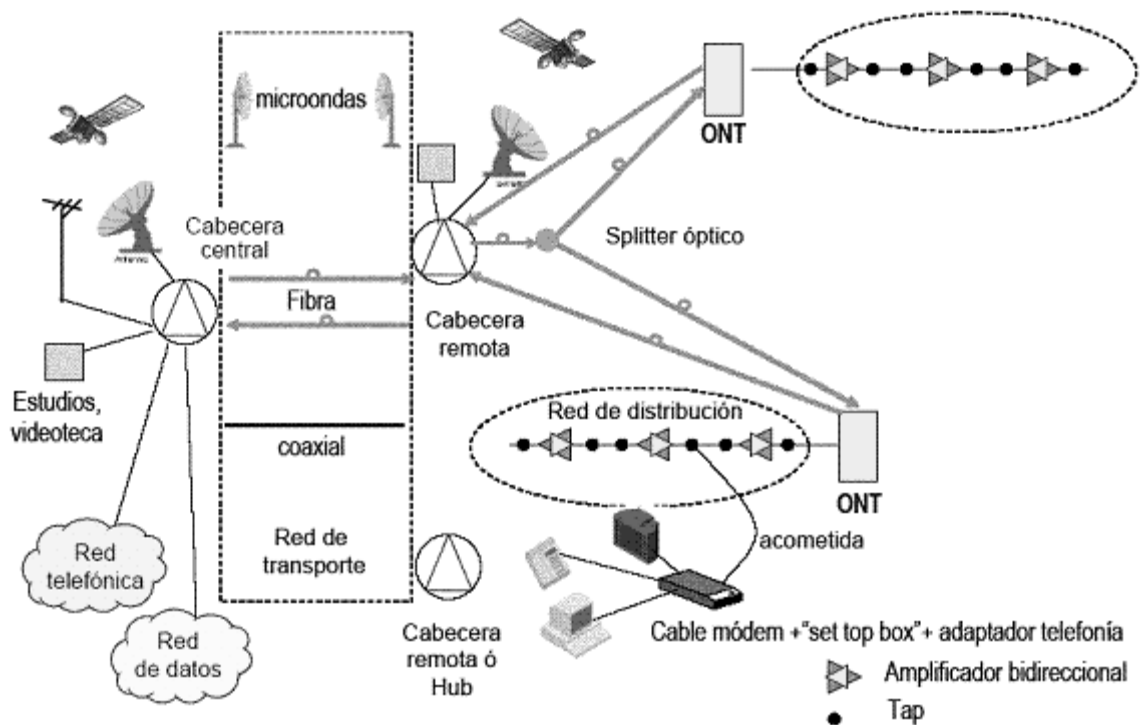 microondas
ONT
Cabecera
central
Splitter óptico
Fibra
Cabecera
remota
Estudios,
videoteca
Red de distribución
coaxial
ONT
Red
telefónica
Red de
transporte
acometida
Red
de datos
Cabecera
remota ó
Hub
Cable módem +“set top box”+ adaptador telefonía
Amplificador bidireccional
Tap